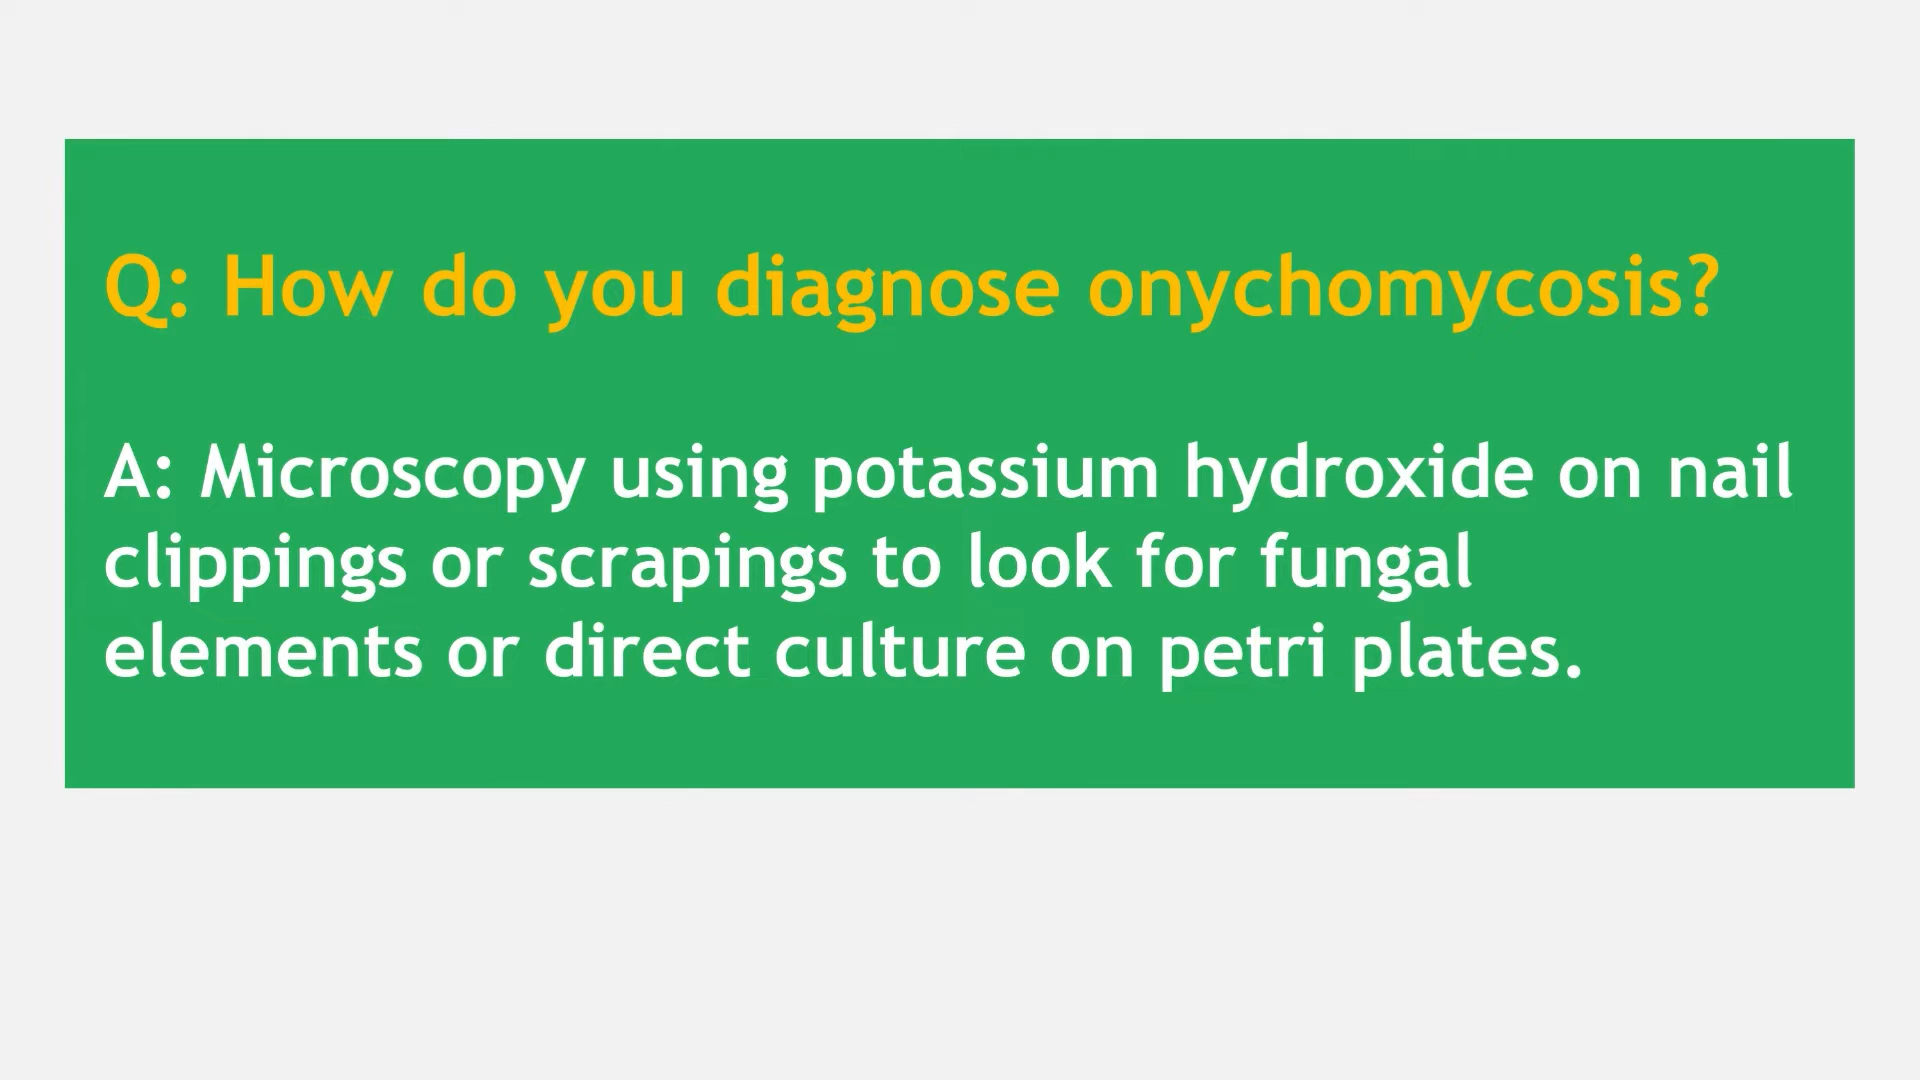 Q: How do you diagnose onychomycosis?
A: Microscopy using potassium hydroxide on nail
clippings or scrapings to look for fungal
elements or direct culture on petri plates.